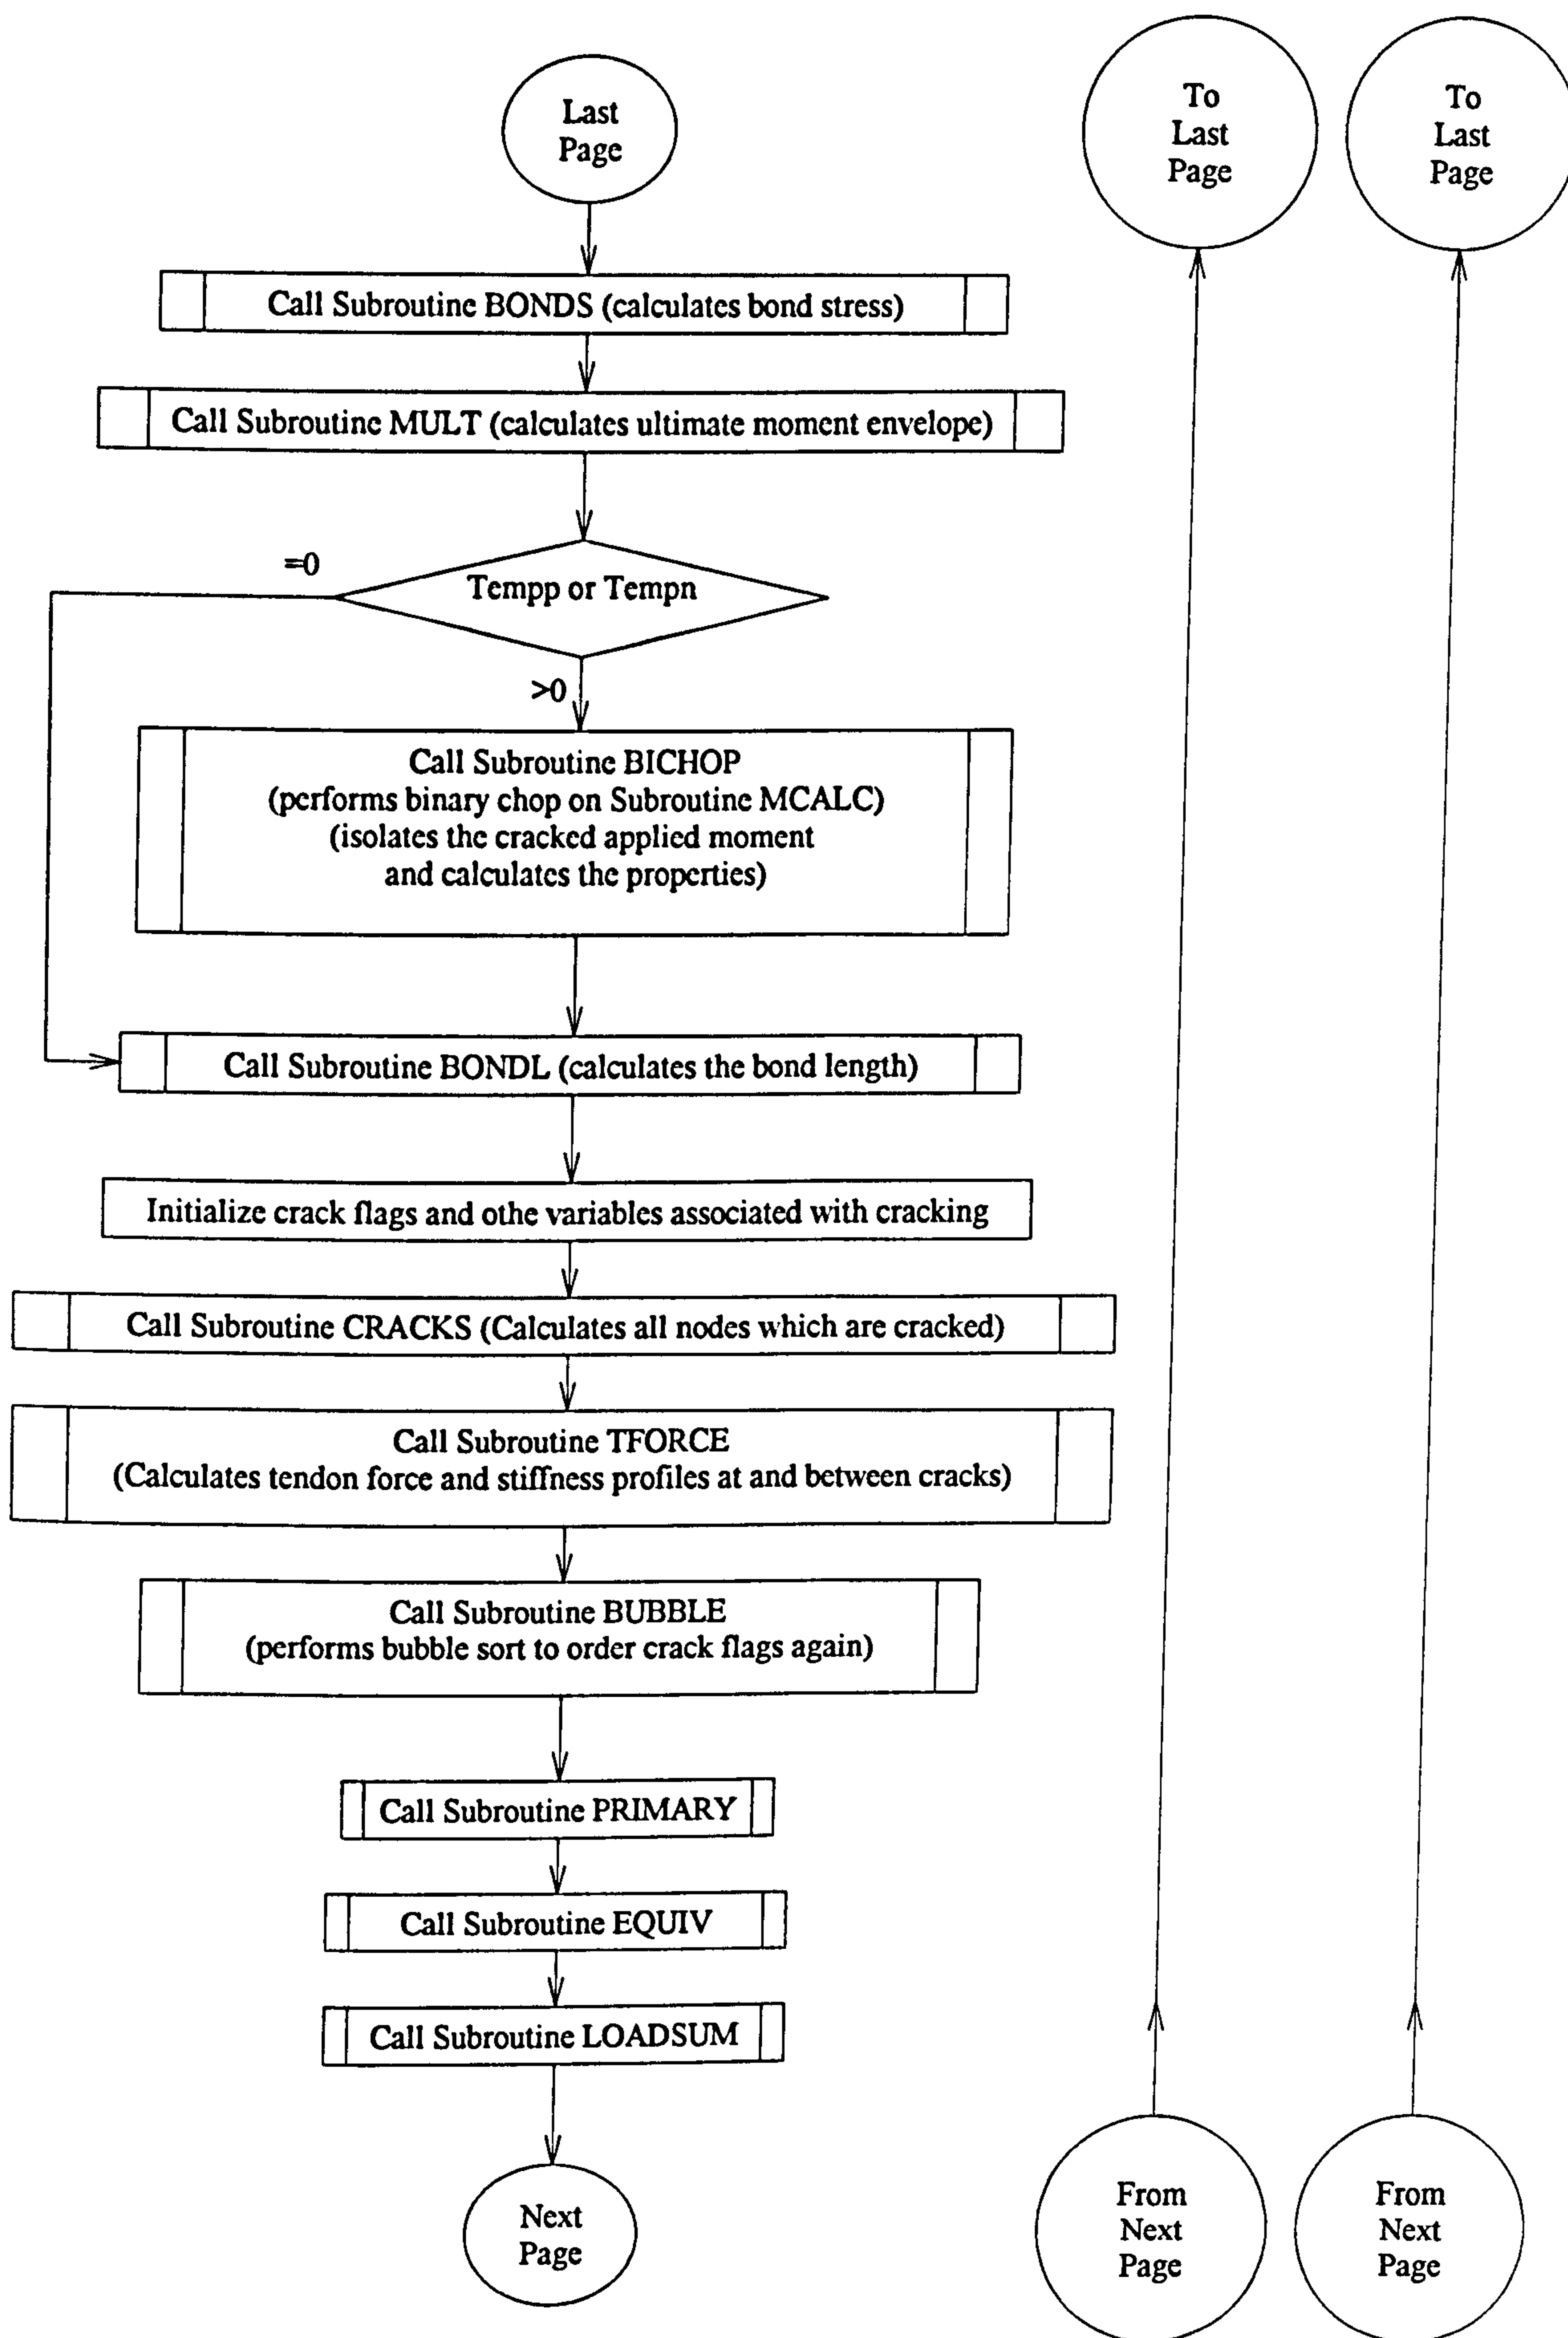 Last
Page
To
Last
Page
To
Last
Page
Call Subroutine BONDS (calculates bond stress)
Call Subroutine MULT (calculates ultimate moment envelope)
=0
Tempp or Tempn
>0
Call Subroutine BICHOP
(performs binary chop on Subroutine MCALC)
(isolates the cracked applied moment
and calculates the properties)
Call Subroutine BONDL (calculates the bond length)
Initialize crack flags and othe variables associated with cracking
Call Subroutine CRACKS (Calculates all nodes which are cracked)
Call Subroutine TFORCE
(Calculates tendon force and stiffness profiles at and between cracks)
Call Subroutine BUBBLE
(performs bubble sort to order crack flags again)
Call Subroutine PRIMARY
Call Subroutine EQUIV
Call Subroutine LOADSUM
Next
Page
From
Next
Page
From
Next
Page